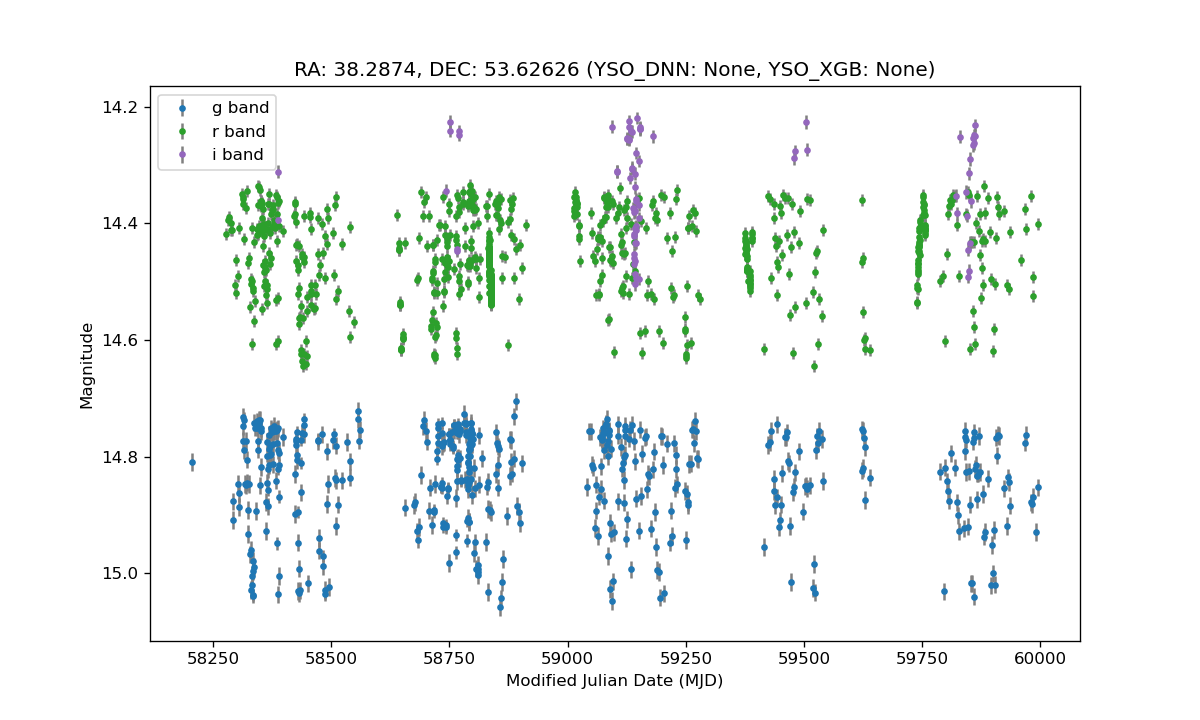 RA: 38.2874, DEC: 53.62626 (YSO_DNN: None, YSO_XGB: None)
g band
r band
i band
14.2
14.4
14.6
14.8
15.0
Magnitude
58250 58500 58750 59000 59250 59500 59750 60000
Modified Julian Date (MJD)